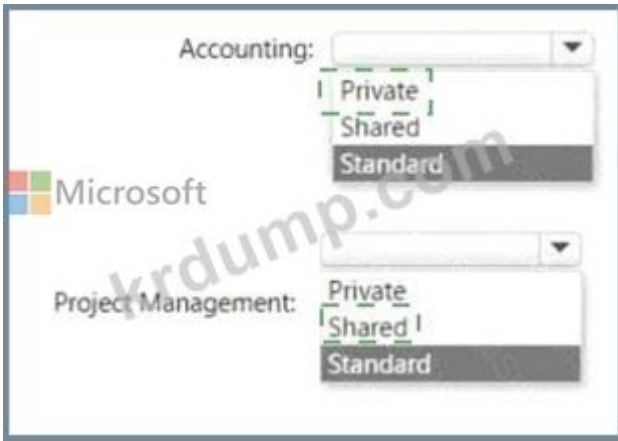 Accounting:
Private
Shared
Standard
Microsoft
krdump.com
Project Management:
Private
Shared
Standard